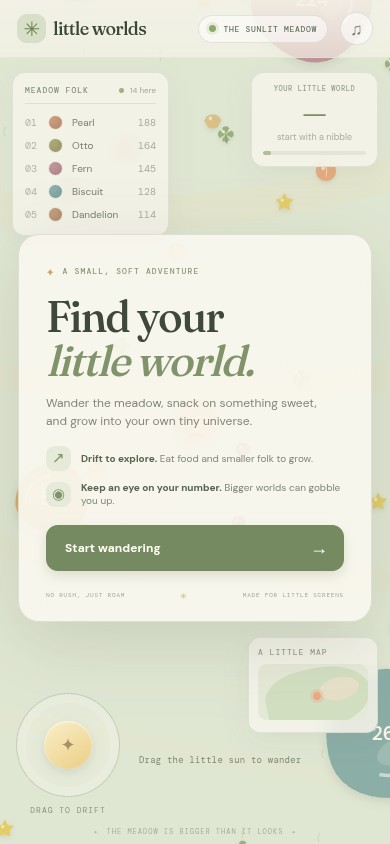 little worlds
THE SUNLIT MEADOW
MEADOW FOLK
14 here
01 Pearl 188
02 Otto 164
03 Fern 145
04 Biscuit 128
05 Dandelion 114
YOUR LITTLE WORLD
—
start with a nibble
A SMALL, SOFT ADVENTURE
Find your
little world.
Wander the meadow, snack on something sweet,
and grow into your own tiny universe.
Drift to explore. Eat food and smaller folk to grow.
Keep an eye on your number. Bigger worlds can gobble
you up.
Start wandering →
NO RUSH, JUST ROAM
MADE FOR LITTLE SCREENS
A LITTLE MAP
Drag the little sun to wander
DRAG TO DRIFT
THE MEADOW IS BIGGER THAN IT LOOKS